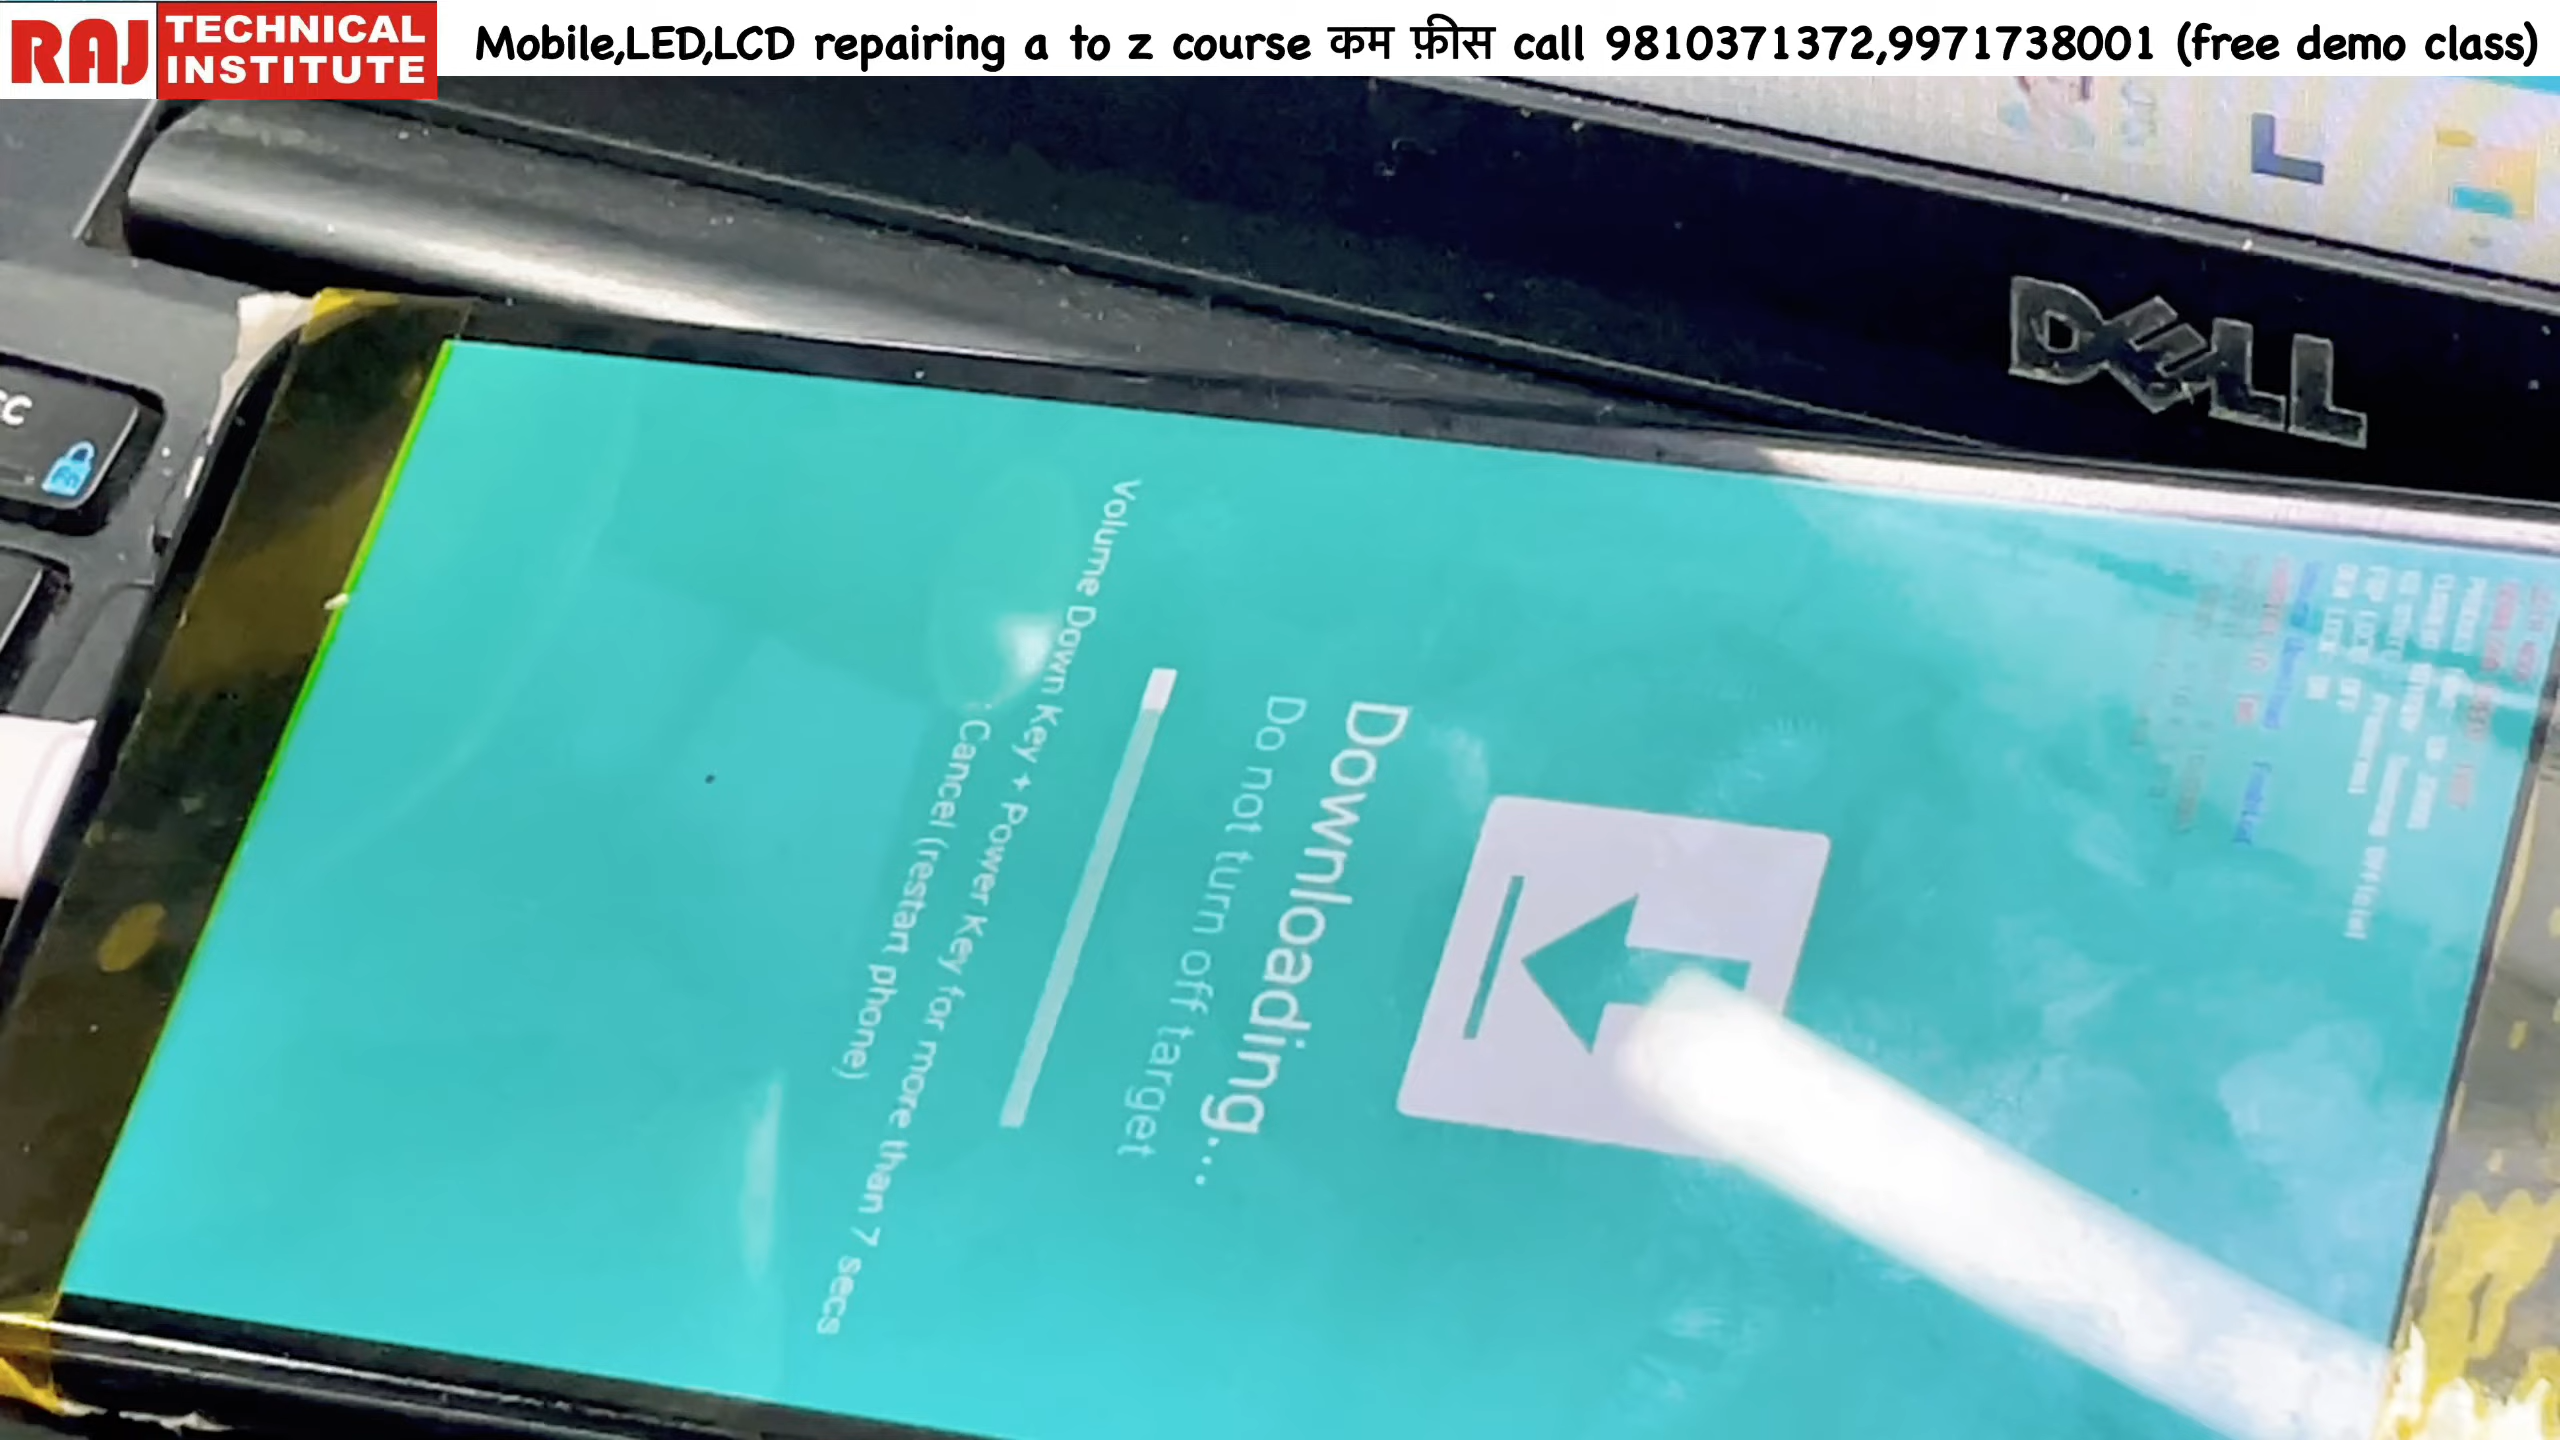 RAJ TECHNICAL INSTITUTE
Mobile,LED,LCD repairing a to z course कम फ़ीस call 9810371372,9971738001 (free demo class)
DELL
Fn
Downloading...
Do not turn off target
Volume Down Key + Power Key for more than 7 secs
: Cancel (restart phone)